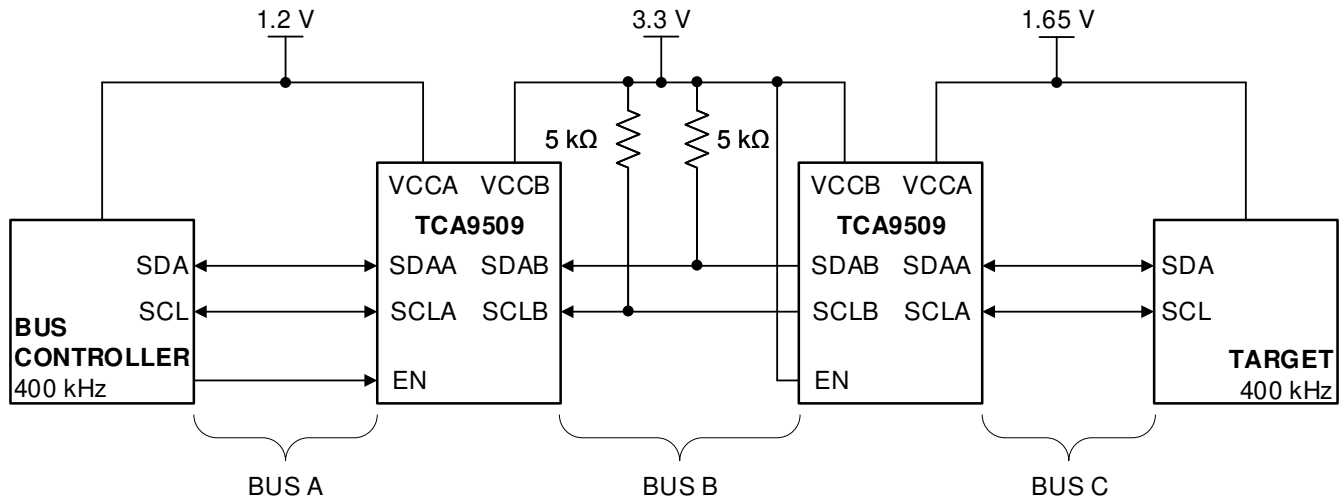 1.2 V
3.3 V
1.65 V
5 kΩ
5 kΩ
VCCA VCCB
TCA9509
SDAA SDAB
SCLA SCLB
EN
VCCB VCCA
TCA9509
SDAB SDAA
SCLB SCLA
EN
SDA
SCL
BUS
CONTROLLER
400 kHz
SDA
SCL
TARGET
400 kHz
BUS A
BUS B
BUS C